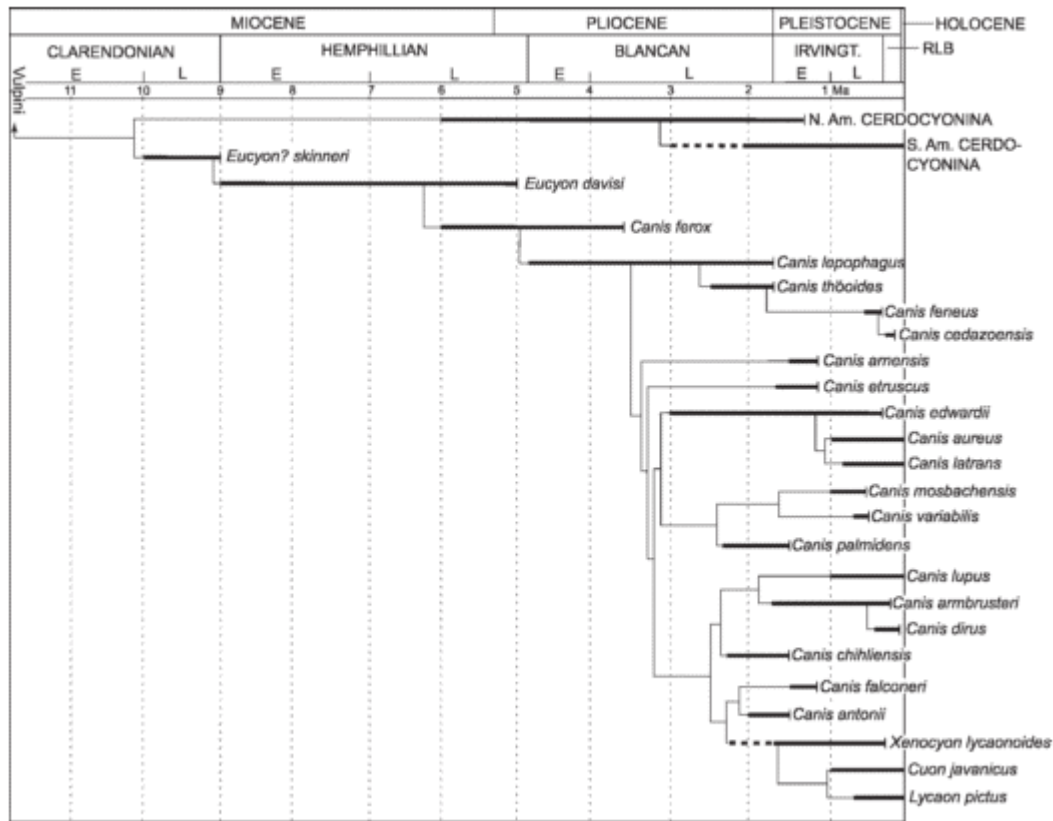 MIOCENE PLIOCENE PLEISTOCENE HOLOCENE
CLARENDONIAN HEMPHILLIAN BLANCAN IRVINGT. RLB
E L E L E L E L
Vulpini
11 10 9 8 7 6 5 4 3 2 1 Ma
N. Am. CERDOCYONINA
S. Am. CERDO-
CYONINA
Eucyon? skinneri
Eucyon davisi
Canis ferox
Canis lepophagus
Canis thöoides
Canis feneus
Canis cedazoensis
Canis arnensis
Canis etruscus
Canis edwardii
Canis aureus
Canis latrans
Canis mosbachensis
Canis variabilis
Canis palmidens
Canis lupus
Canis armbrusteri
Canis dirus
Canis chihliensis
Canis falconeri
Canis antonii
Xenocyon lycaonoides
Cuon javanicus
Lycaon pictus